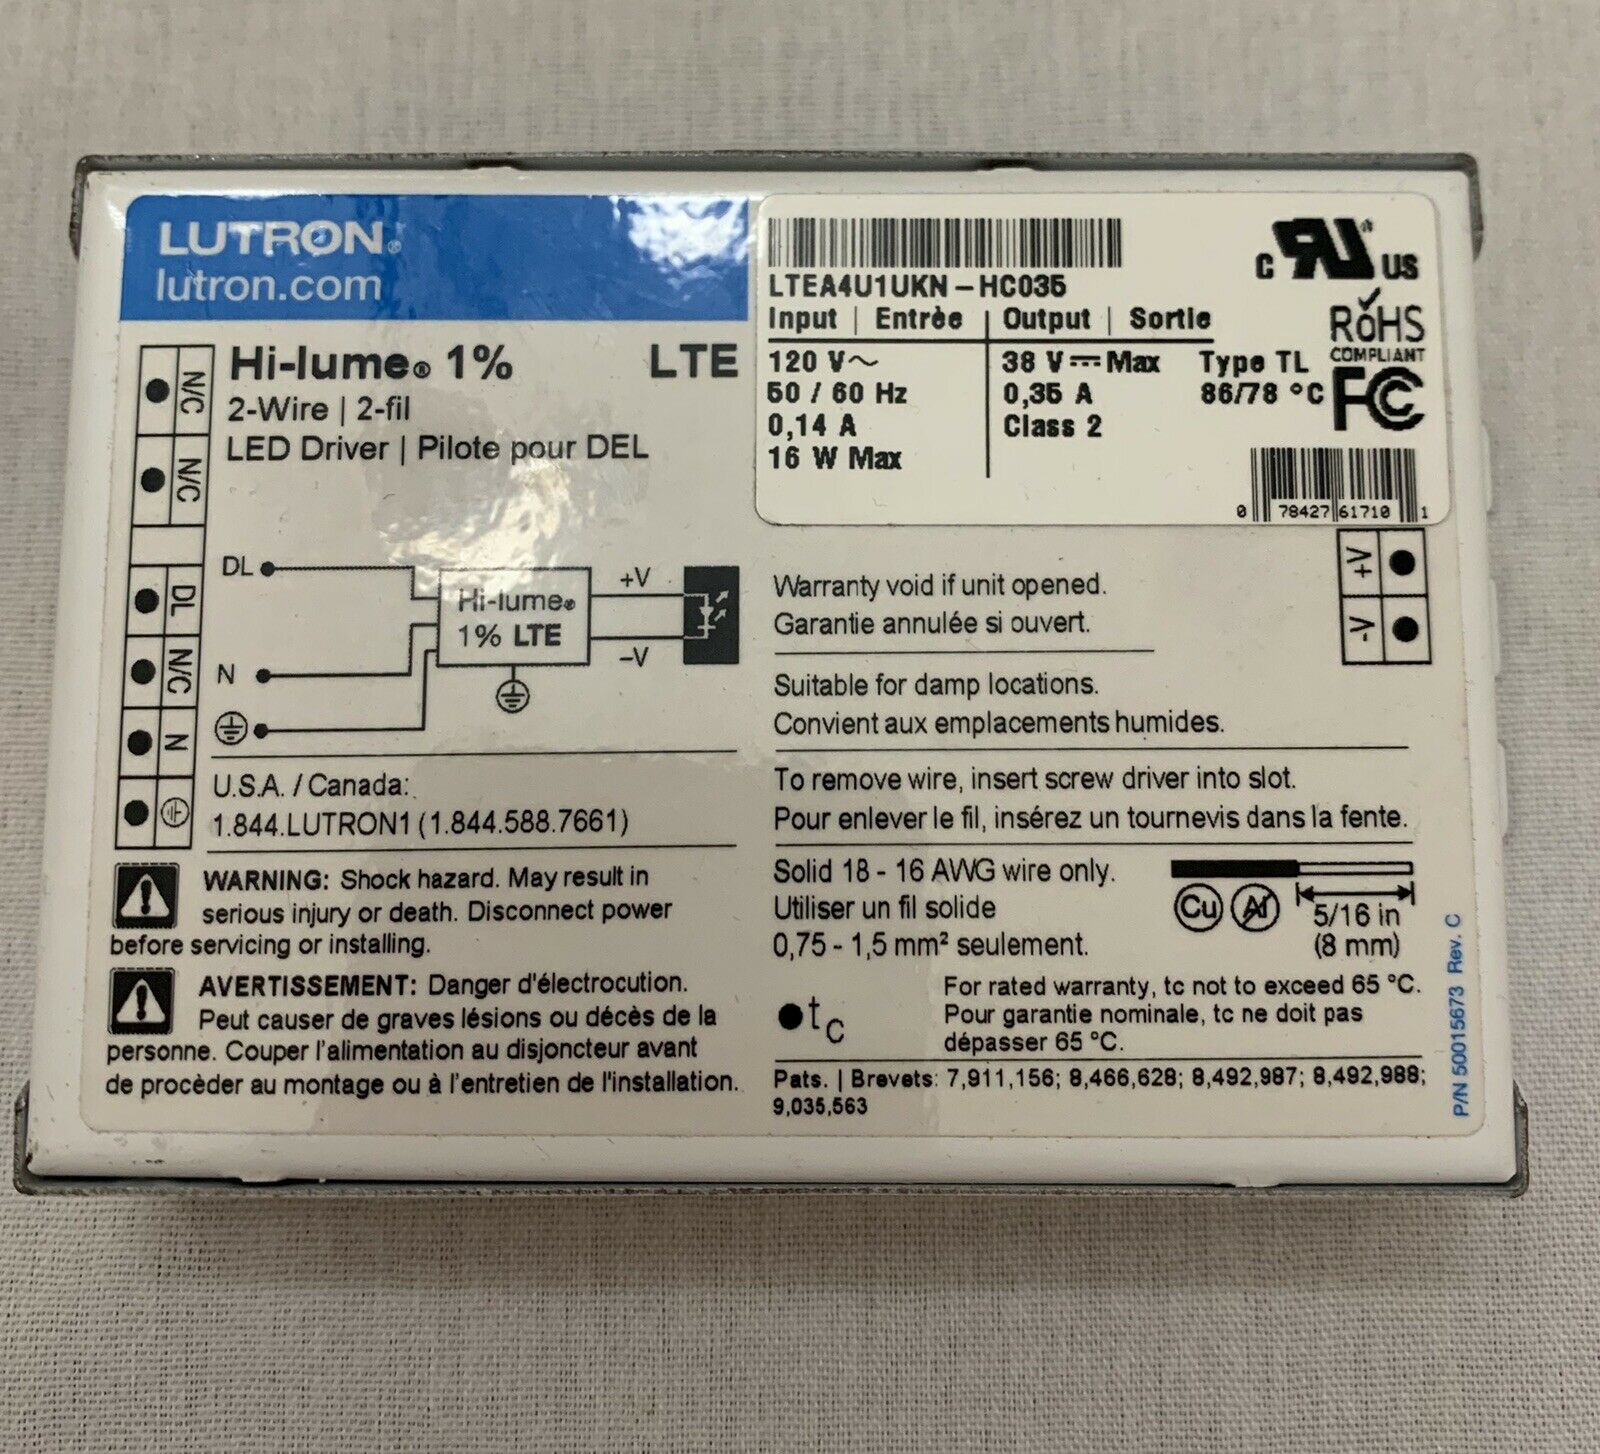 LUTRON®
lutron.com
Hi-lume® 1% LTE
2-Wire | 2-fil
LED Driver | Pilote pour DEL
N/C
N/C
DL
N/C
N
DL
N
Hi-lume®
1% LTE
+V
–V
U.S.A. / Canada:
1.844.LUTRON1 (1.844.588.7661)
WARNING: Shock hazard. May result in
serious injury or death. Disconnect power
before servicing or installing.
AVERTISSEMENT: Danger d'électrocution.
Peut causer de graves lésions ou décès de la
personne. Couper l'alimentation au disjoncteur avant
de procèder au montage ou à l'entretien de l'installation.
LTEA4U1UKN-HC035
Input | Entrèe | Output | Sortie
120 V~
50 / 60 Hz
0,14 A
16 W Max
38 V⎓Max
0,35 A
Class 2
Type TL
86/78 °C
C RU® US
RoHS
COMPLIANT
FC
0 78427 61710 1
+V
-V
Warranty void if unit opened.
Garantie annulée si ouvert.
Suitable for damp locations.
Convient aux emplacements humides.
To remove wire, insert screw driver into slot.
Pour enlever le fil, insérez un tournevis dans la fente.
Solid 18 - 16 AWG wire only.
Utiliser un fil solide
0,75 - 1,5 mm² seulement.
Cu Al
5/16 in
(8 mm)
tc
For rated warranty, tc not to exceed 65 °C.
Pour garantie nominale, tc ne doit pas
dépasser 65 °C.
Pats. | Brevets: 7,911,156; 8,466,628; 8,492,987; 8,492,988;
9,035,563
P/N 50015673 Rev. C